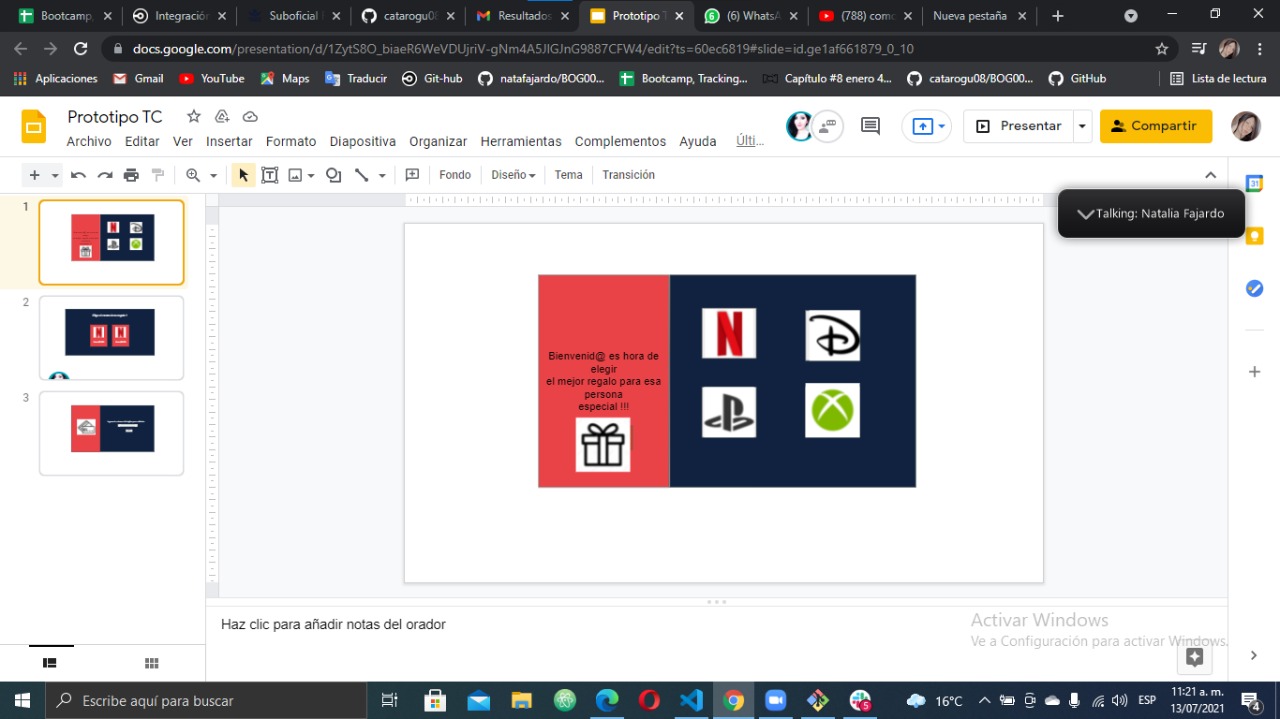 Bootcamp,
Integración
Suboficial
catarogu08
Resultados
Prototipo T
(6) WhatsA
(788) como
Nueva pestaña
docs.google.com/presentation/d/1ZytS8O_biaeR6WeVDUjriV-gNm4A5JIGJnG9887CFW4/edit?ts=60ec6819#slide=id.ge1af661879_0_10
Aplicaciones
Gmail
YouTube
Maps
Traducir
Git-hub
natafajardo/BOG00...
Bootcamp, Tracking...
Capítulo #8 enero 4...
catarogu08/BOG00...
GitHub
Lista de lectura
Prototipo TC
Archivo Editar Ver Insertar Formato Diapositiva Organizar Herramientas Complementos Ayuda Últi...
Presentar
Compartir
Fondo Diseño Tema Transición
Talking: Natalia Fajardo
1
2
3
Bienvenid@ es hora de
elegir
el mejor regalo para esa
persona
especial !!!
Haz clic para añadir notas del orador
Activar Windows
Ve a Configuración para activar Windows.
Escribe aquí para buscar
16°C
ESP
11:21 a. m.
13/07/2021